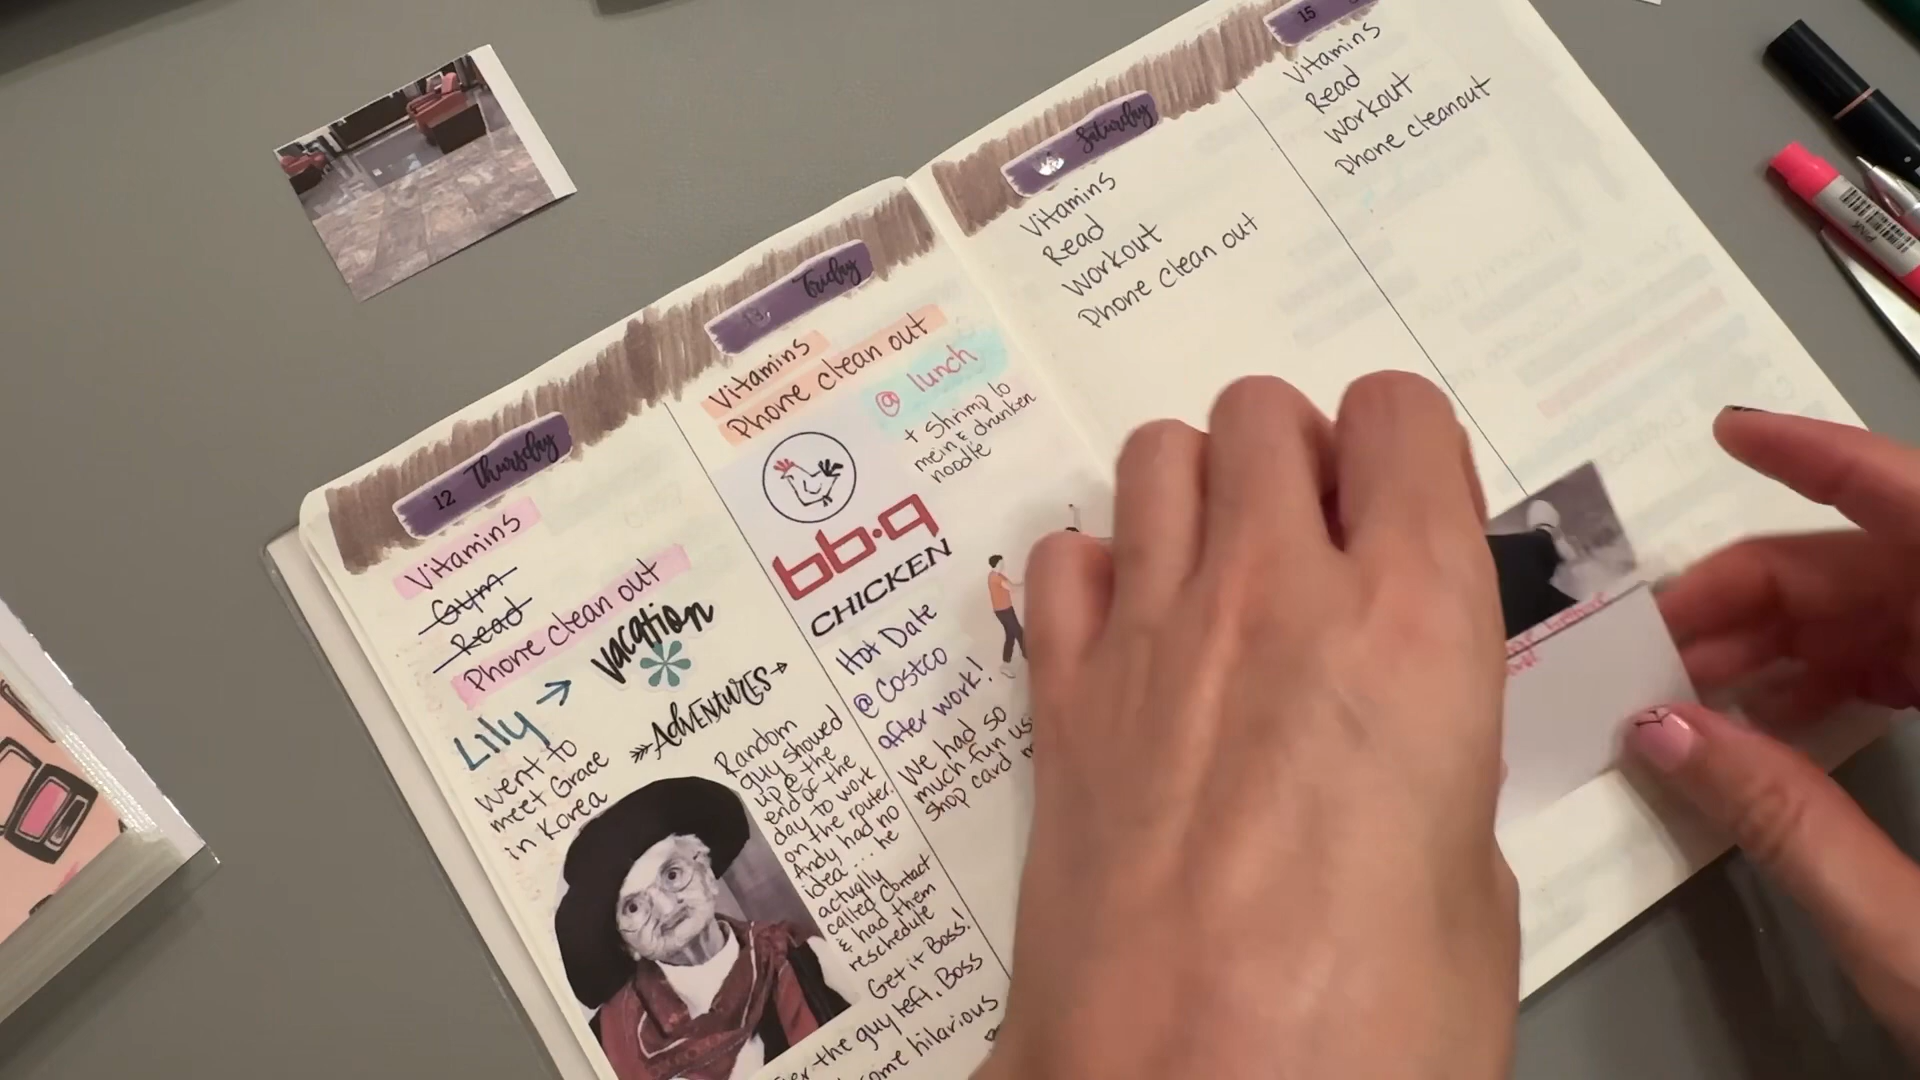 12 Thursday
Vitamins
Gym
Read
Phone clean out
vacation
Lily →
ADVENTURES
went to
meet Grace
in Korea
Random
guy showed
up @ the
end of the
day to work
on the router.
Andy had no
idea... he
actually
called contact
& had them
reschedule
Get it Boss!
the guy left, Boss
some hilarious
13 Friday
Vitamins
Phone clean out
@ lunch
+ Shrimp lo
mein & drunken
noodle
bb.q
CHICKEN
Hot Date
@ Costco
after work!
We had so
much fun us
shop card
Saturday
Vitamins
Read
Workout
Phone clean out
15
Vitamins
Read
Workout
Phone cleanout
PINK